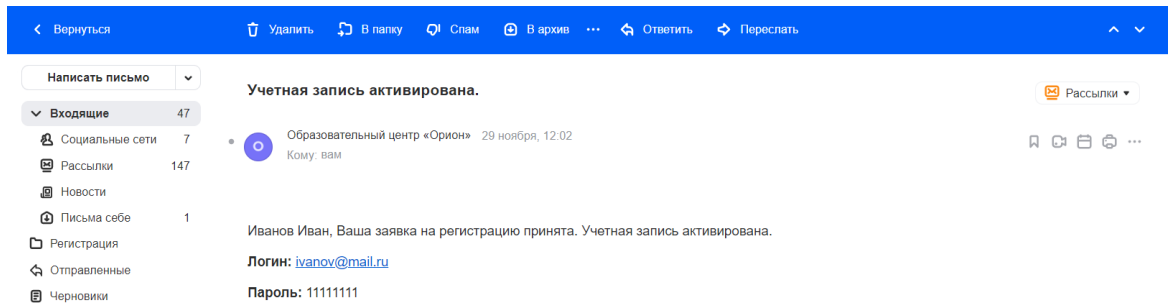 Вернуться Удалить В папку Спам В архив ··· Ответить Переслать
Написать письмо
Учетная запись активирована.
Рассылки
Входящие 47
Социальные сети 7
Образовательный центр «Орион» 29 ноября, 12:02
О
Кому: вам
Рассылки 147
Новости
Письма себе 1
Иванов Иван, Ваша заявка на регистрацию принята. Учетная запись активирована.
Регистрация
Логин: ivanov@mail.ru
Отправленные
Пароль: 11111111
Черновики